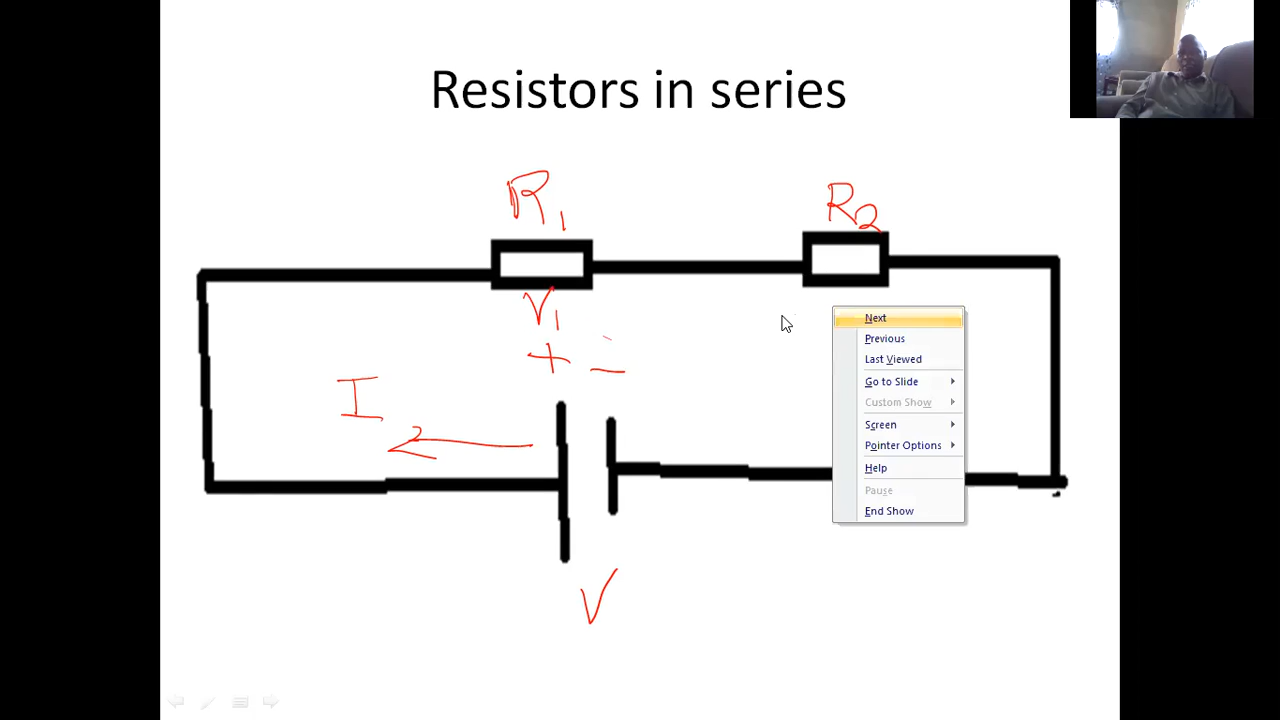 Resistors in series
R1
R2
V1
+ -
I
V
Next
Previous
Last Viewed
Go to Slide
Custom Show
Screen
Pointer Options
Help
Pause
End Show